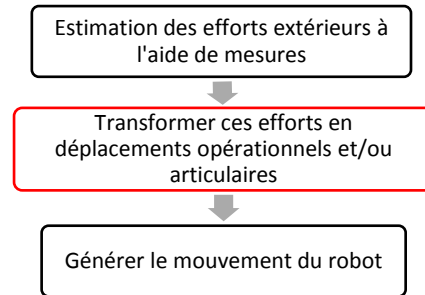 Estimation des efforts extérieurs à
l'aide de mesures
Transformer ces efforts en
déplacements opérationnels et/ou
articulaires
Générer le mouvement du robot